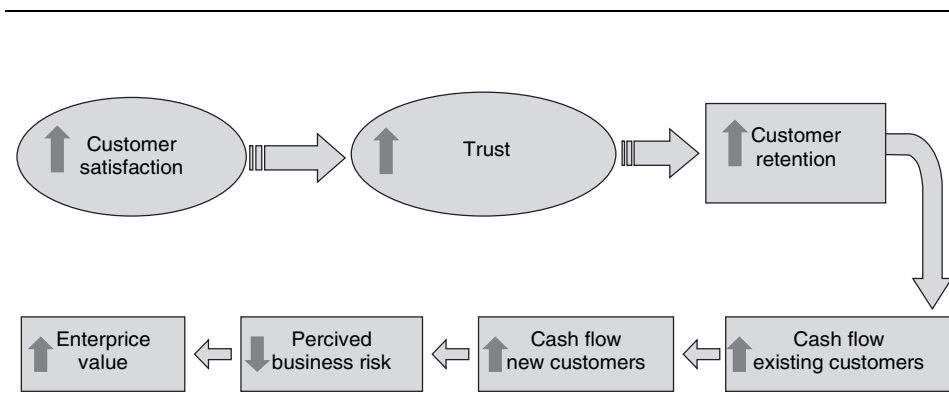 Customer
satisfaction
Trust
Customer
retention
Enterprice
value
Percived
business risk
Cash flow
new customers
Cash flow
existing customers